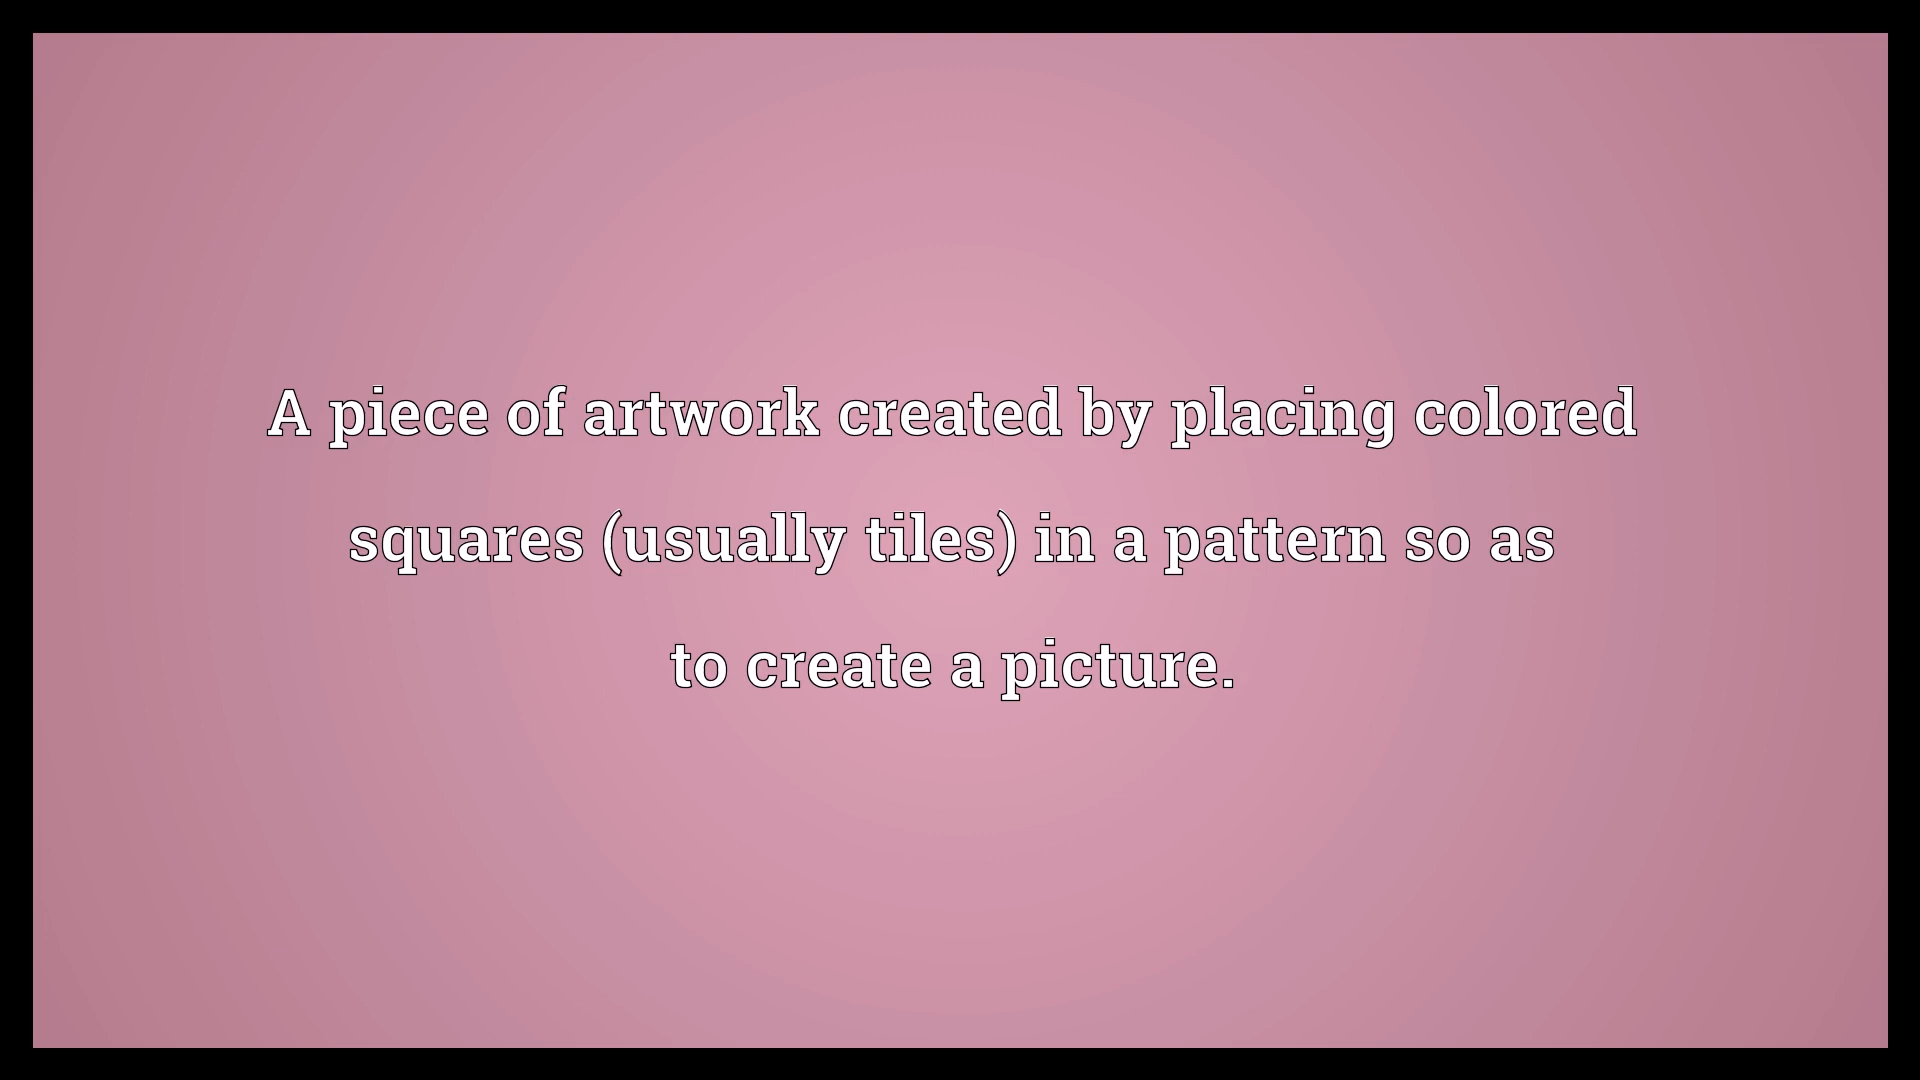 A piece of artwork created by placing colored
squares (usually tiles) in a pattern so as
to create a picture.